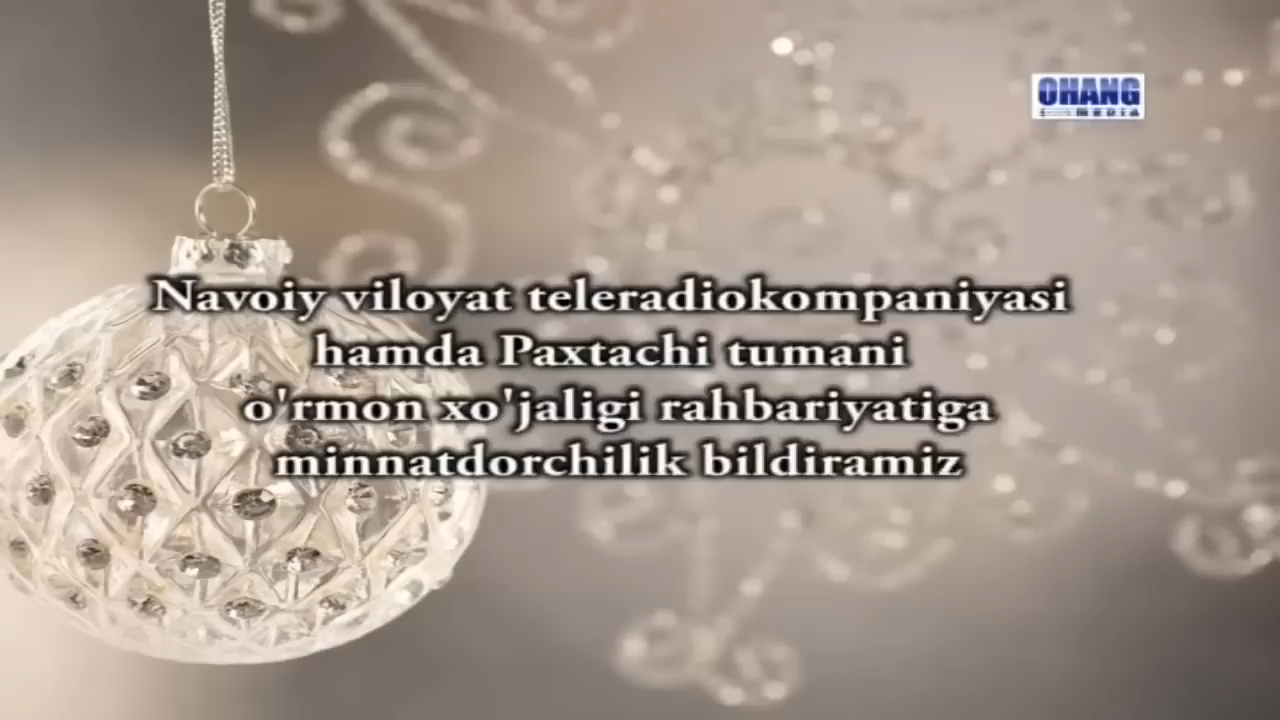 OHANG
MEDIA
Navoiy viloyat teleradiokompaniyasi
hamda Paxtachi tumani
o'rmon xo'jaligi rahbariyatiga
minnatdorchilik bildiramiz